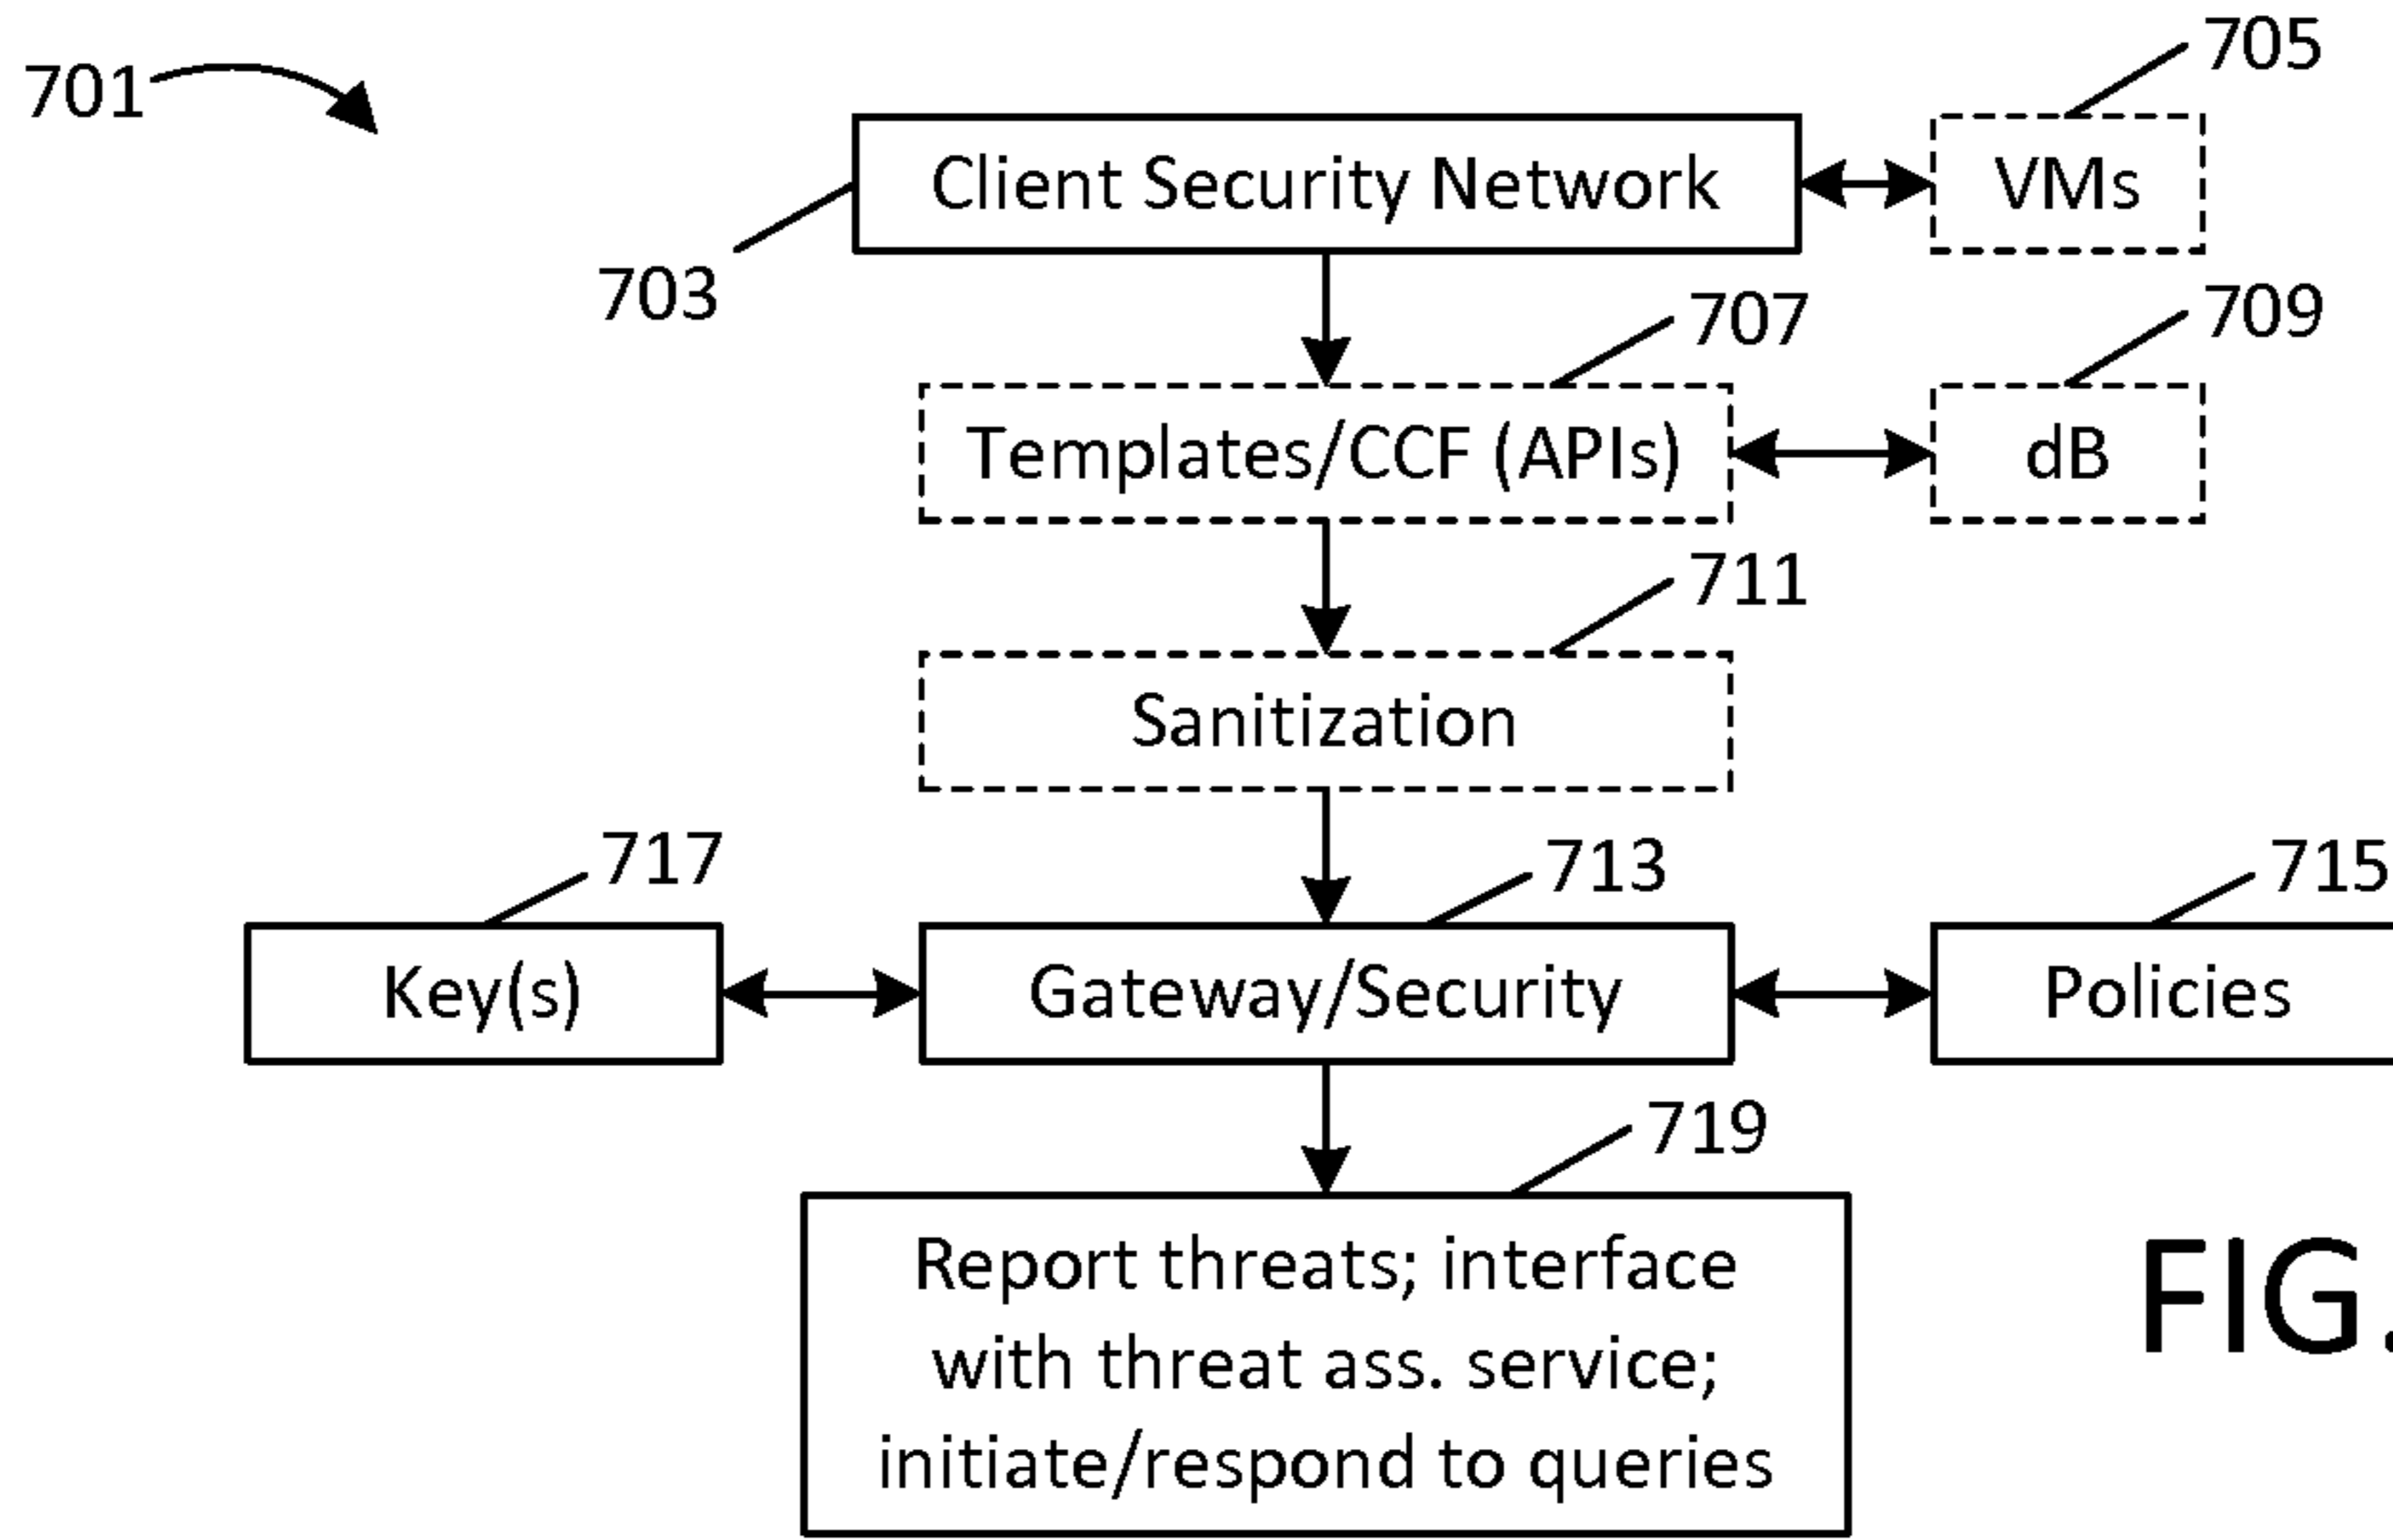 705
701
Client Security Network
VMs
703
707
709
Templates/CCF (APIs)
dB
711
Sanitization
717
713
715
Key(s)
Gateway/Security
Policies
719
Report threats; interface
with threat ass. service;
initiate/respond to queries
FIG.